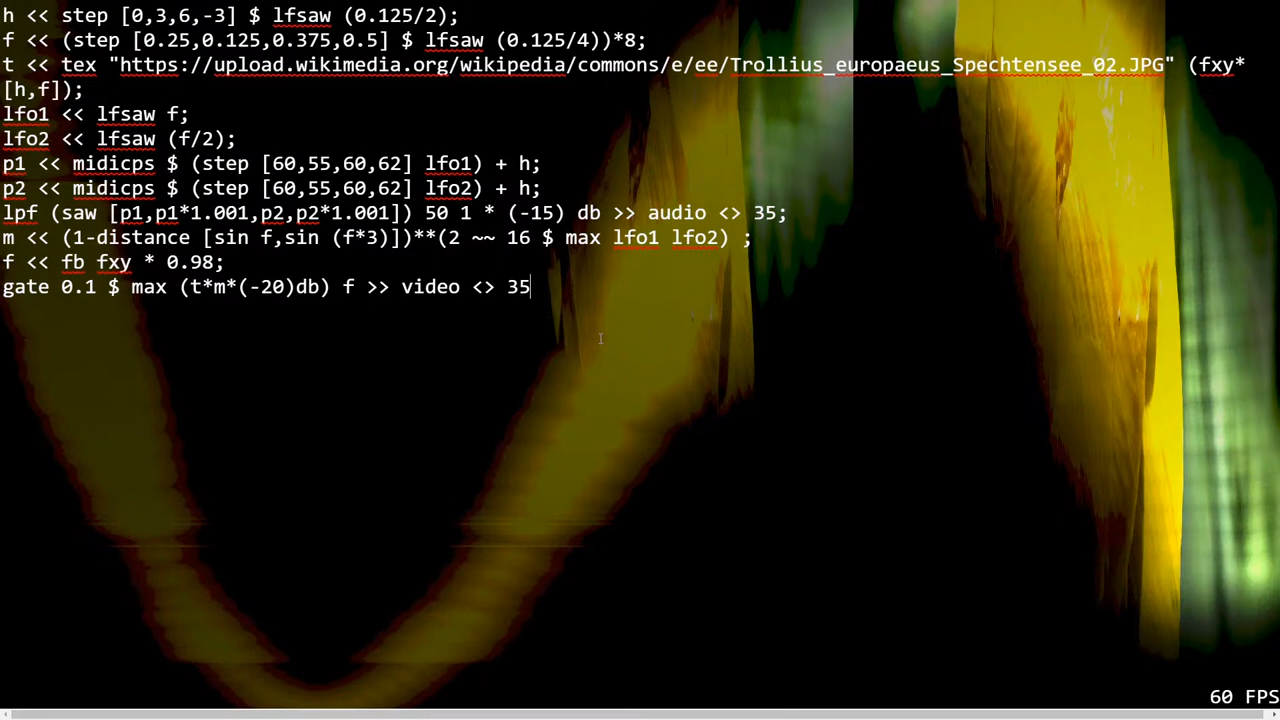 h << step [0,3,6,-3] $ lfsaw (0.125/2);
f << (step [0.25,0.125,0.375,0.5] $ lfsaw (0.125/4))*8;
t << tex "https://upload.wikimedia.org/wikipedia/commons/e/ee/Trollius_europaeus_Spechtensee_02.JPG" (fxy*
[h,f]);
lfo1 << lfsaw f;
lfo2 << lfsaw (f/2);
p1 << midicps $ (step [60,55,60,62] lfo1) + h;
p2 << midicps $ (step [60,55,60,62] lfo2) + h;
lpf (saw [p1,p1*1.001,p2,p2*1.001]) 50 1 * (-15) db >> audio <> 35;
m << (1-distance [sin f,sin (f*3)])**(2 ~~ 16 $ max lfo1 lfo2) ;
f << fb fxy * 0.98;
gate 0.1 $ max (t*m*(-20)db) f >> video <> 35
60 FPS